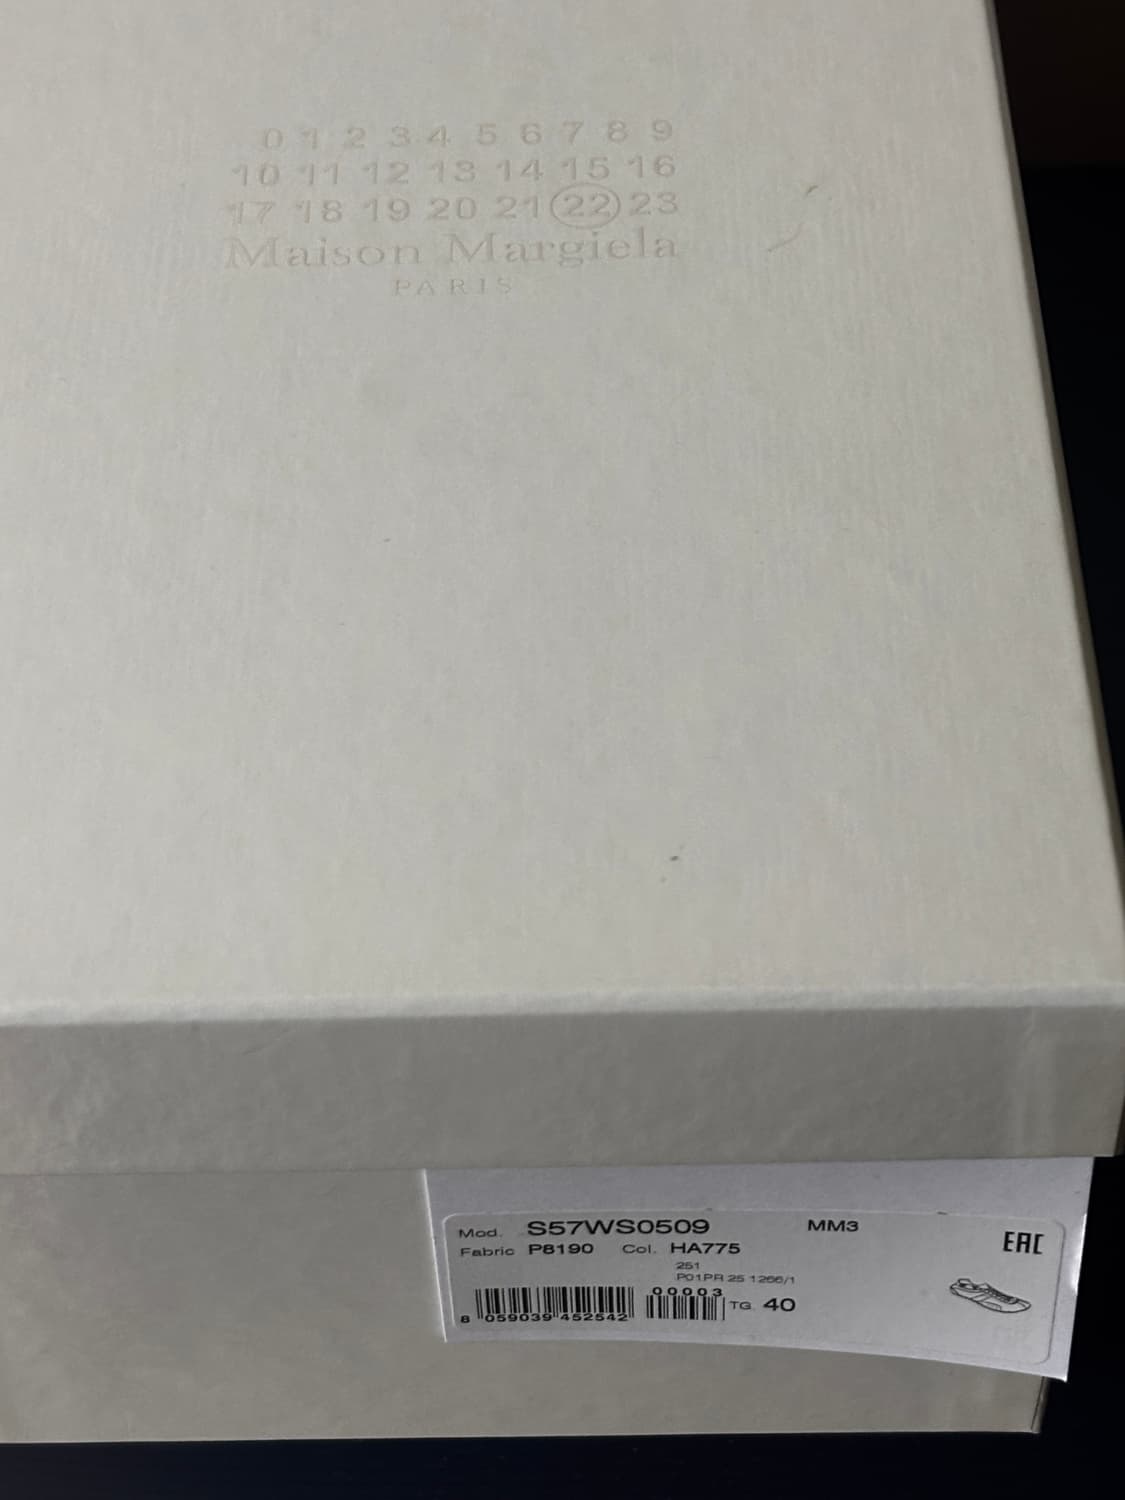 0 1 2 3 4 5 6 7 8 9
10 11 12 13 14 15 16
17 18 19 20 21 22 23
Maison Margiela
PARIS
Mod. S57WS0509 MM3
Fabric P8190 Col. HA775
EAC
251
P01PR 25 1266/1
00003
8 059039 452542
TG. 40